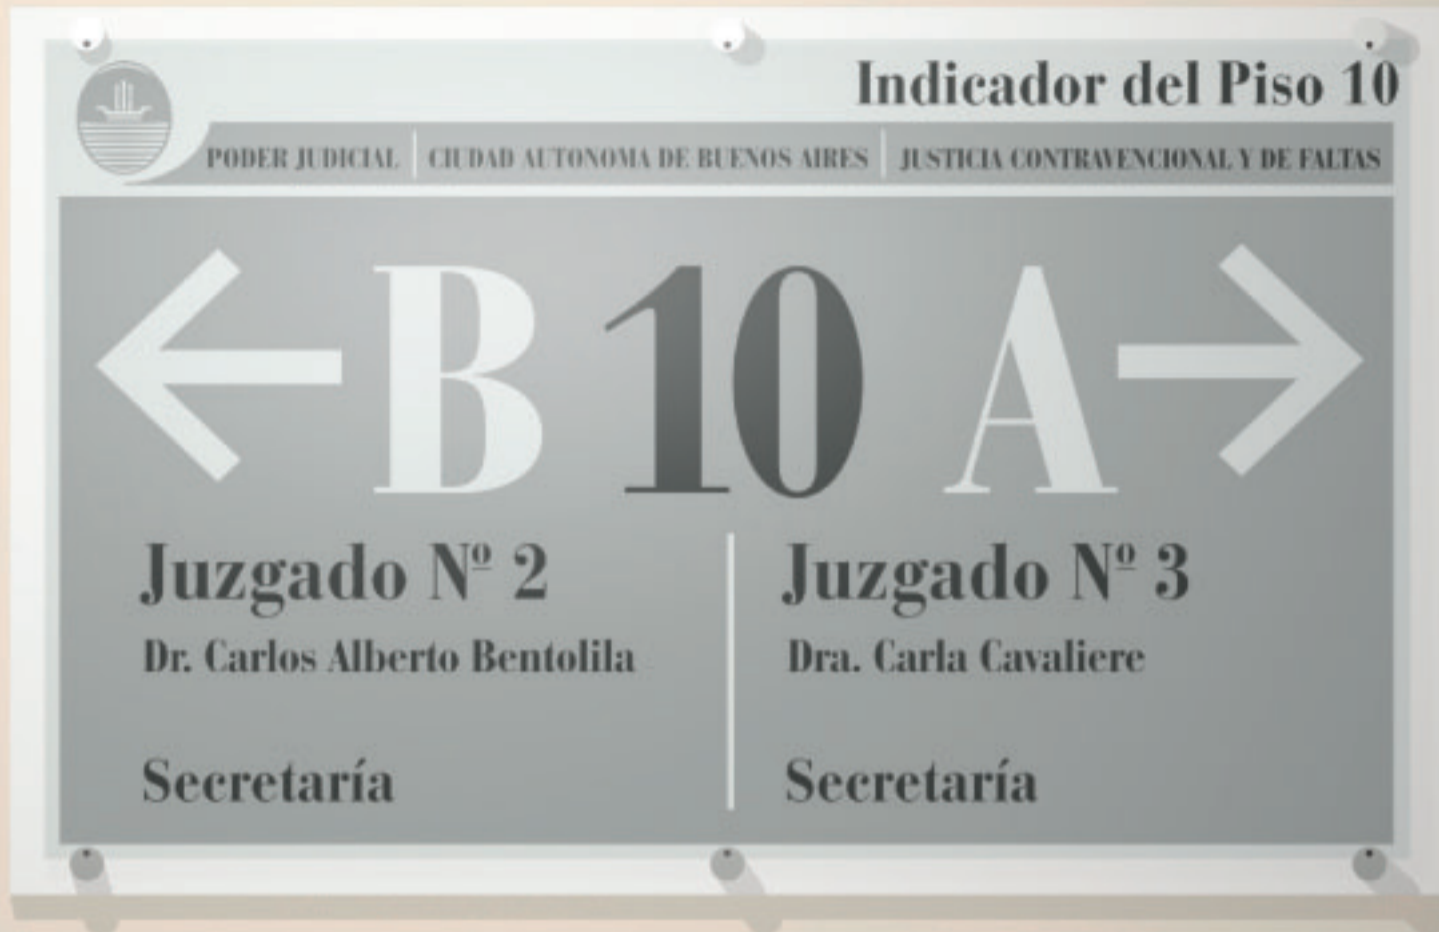 Indicador del Piso 10
PODER JUDICIAL CIUDAD AUTONOMA DE BUENOS AIRES JUSTICIA CONTRAVENCIONAL Y DE FALTAS
B 10 A
Juzgado Nº 2
Dr. Carlos Alberto Bentolila
Secretaría
Juzgado Nº 3
Dra. Carla Cavaliere
Secretaría